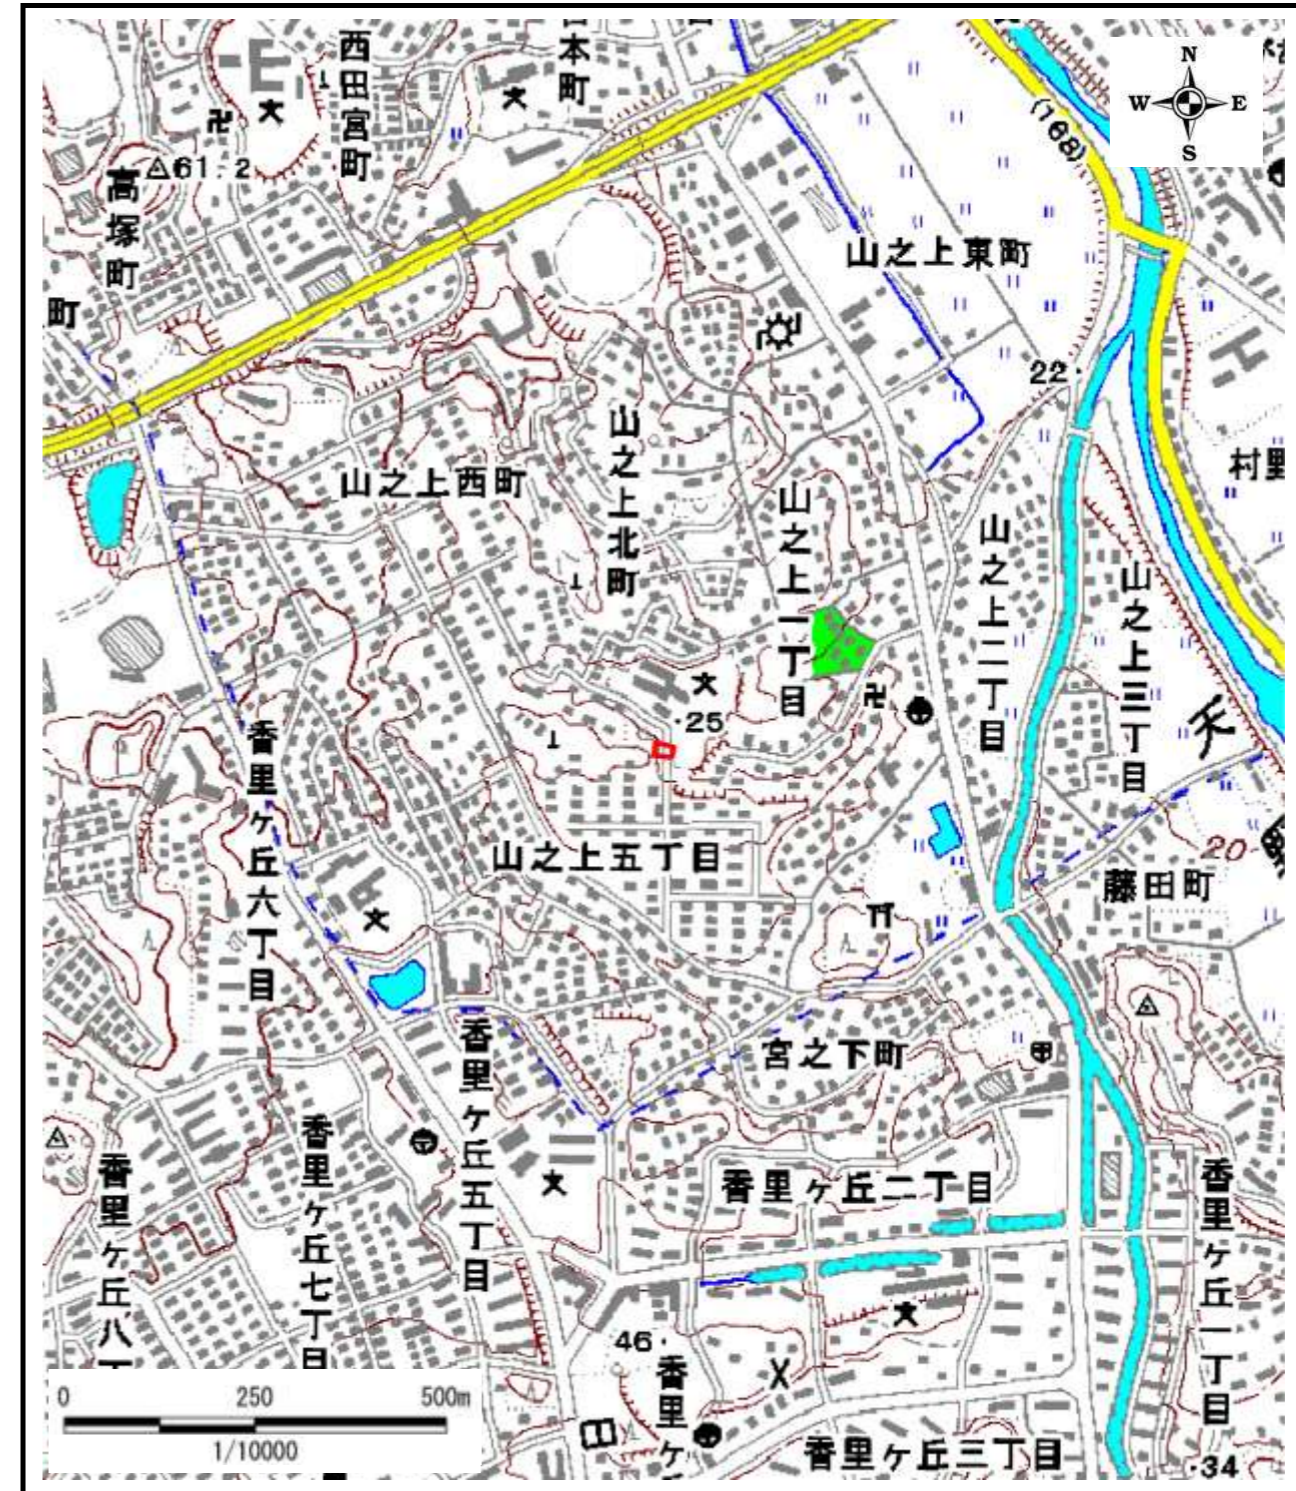 西田宮町
本町
N
W
E
S
(168)
61.2
高塚町
町
山之上東町
22
山之上西町
山之上北町
山之上一丁目
山之上二丁目
山之上三丁目
村野
天
25
香里ヶ丘六丁目
山之上五丁目
藤田町
20
野
香里ヶ丘五丁目
宮之下町
香里ヶ丘八丁
香里ヶ丘七丁目
香里ヶ丘二丁目
香里ヶ丘一丁目
46
香里ヶ
香里ヶ丘三丁目
34
0 250 500m
1/10000